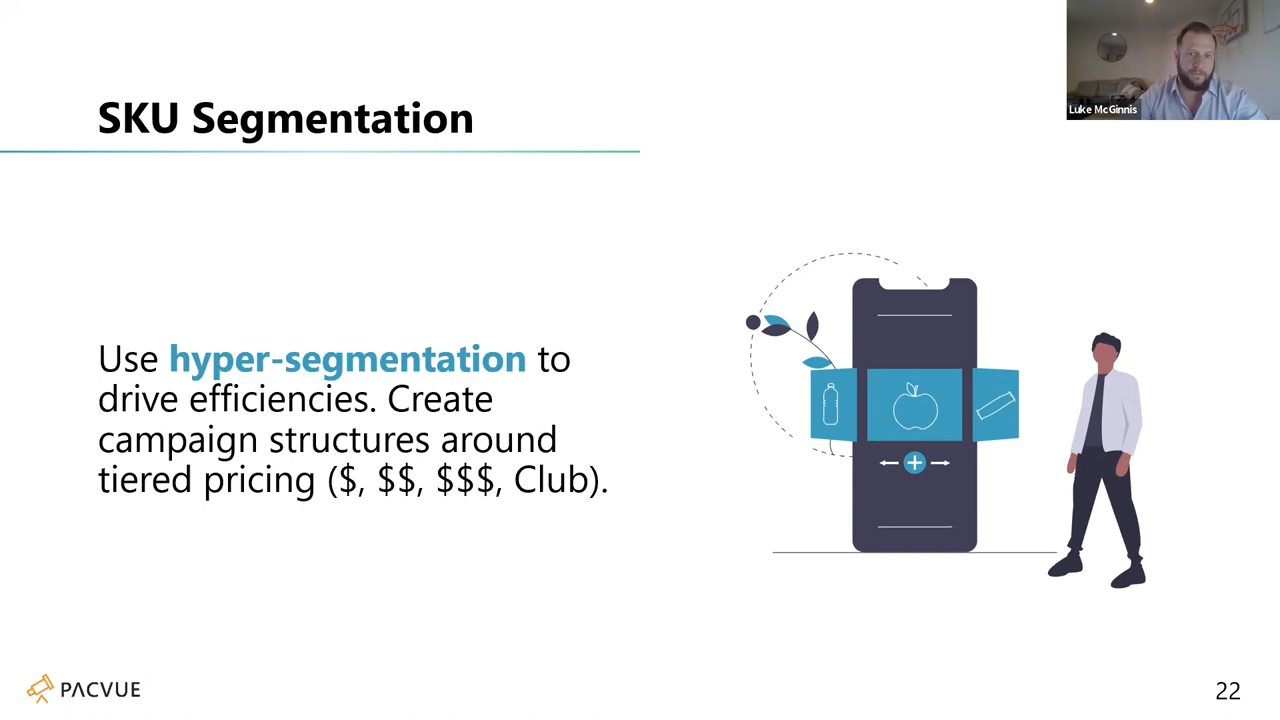 Luke McGinnis
SKU Segmentation
Use hyper-segmentation to
drive efficiencies. Create
campaign structures around
tiered pricing ($, $$, $$$, Club).
PACVUE
22